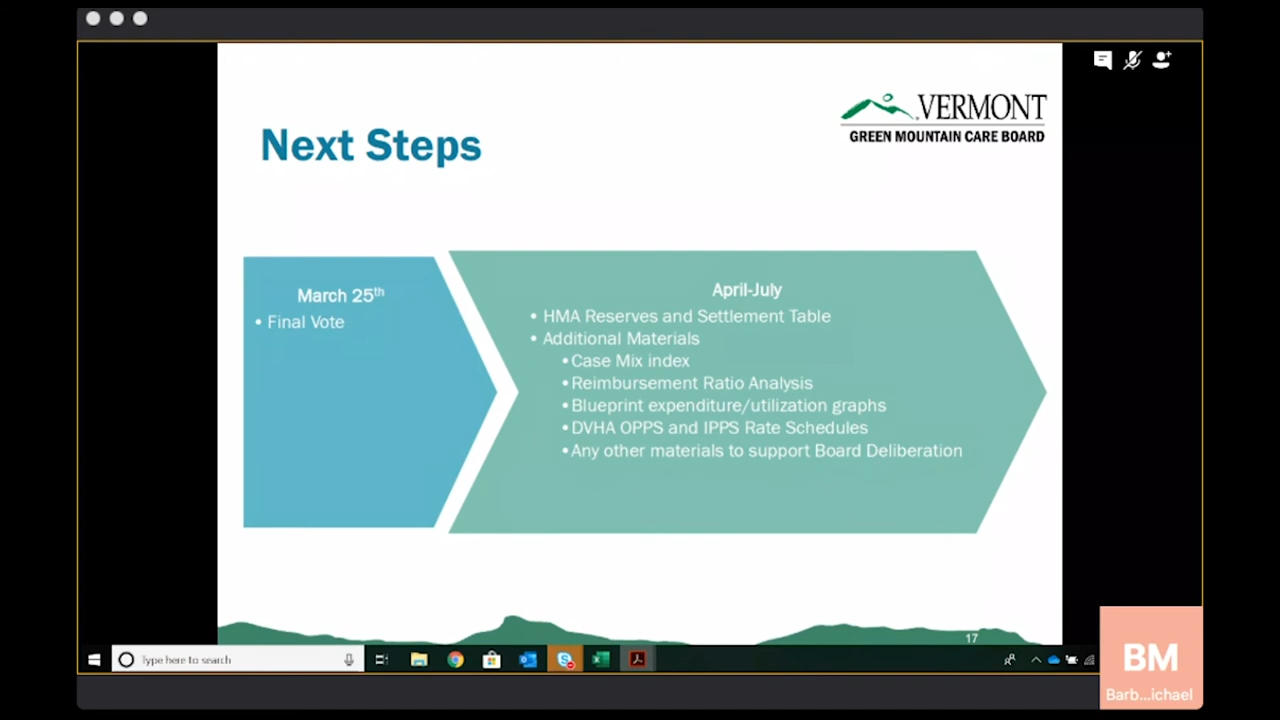 VERMONT
GREEN MOUNTAIN CARE BOARD
Next Steps
March 25th
• Final Vote
April-July
• HMA Reserves and Settlement Table
• Additional Materials
•Case Mix index
•Reimbursement Ratio Analysis
•Blueprint expenditure/utilization graphs
•DVHA OPPS and IPPS Rate Schedules
•Any other materials to support Board Deliberation
17
Type here to search
BM
Barb...ichael